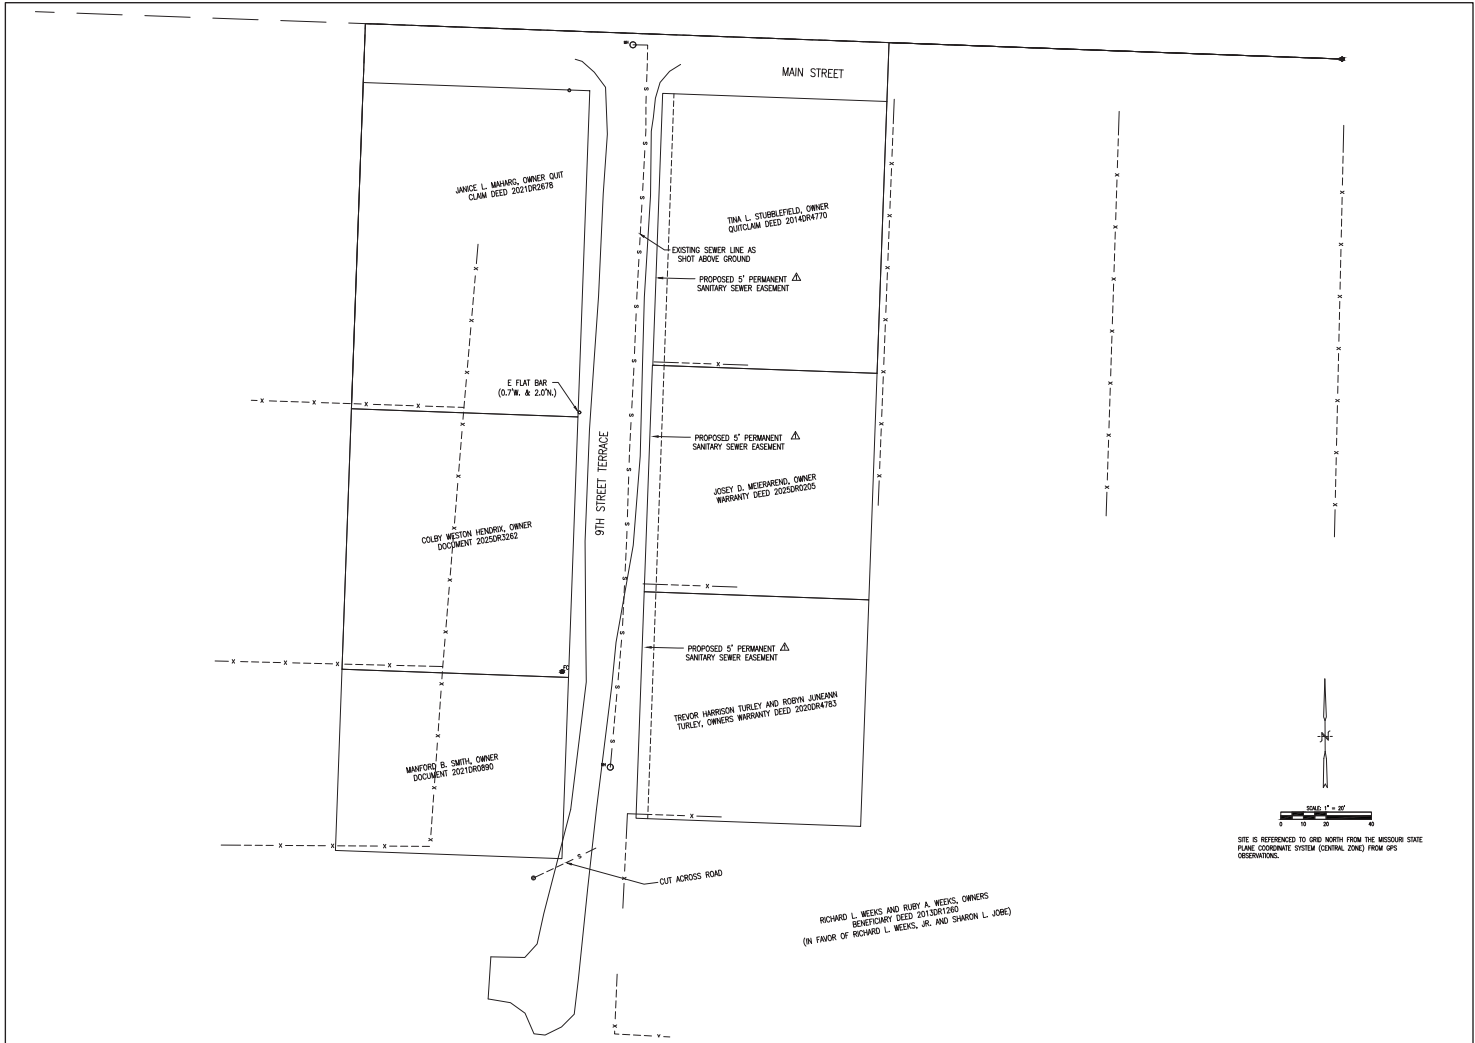 MAIN STREET
JANICE L. MAHARG, OWNER QUIT
CLAIM DEED 2021DR2678
TINA L. STUBBLEFIELD, OWNER
QUITCLAIM DEED 2014DR4770
EXISTING SEWER LINE AS
SHOT ABOVE GROUND
PROPOSED 5' PERMANENT
SANITARY SEWER EASEMENT
E FLAT BAR
(0.7'W. & 2.0'N.)
9TH STREET TERRACE
PROPOSED 5' PERMANENT
SANITARY SEWER EASEMENT
JOSEY D. MEIERAREND, OWNER
WARRANTY DEED 2025DR0205
COLBY WESTON HENDRIX, OWNER
DOCUMENT 2025DR3262
PROPOSED 5' PERMANENT
SANITARY SEWER EASEMENT
TREVOR HARRISON TURLEY AND ROBYN JUNEANN
TURLEY, OWNERS WARRANTY DEED 2020DR4783
MANFORD B. SMITH, OWNER
DOCUMENT 2021DR0890
N
SCALE: 1" = 20'
0 10 20 40
SITE IS REFERENCED TO GRID NORTH FROM THE MISSOURI STATE
PLANE COORDINATE SYSTEM (CENTRAL ZONE) FROM GPS
OBSERVATIONS.
CUT ACROSS ROAD
RICHARD L. WEEKS AND RUBY A. WEEKS, OWNERS
BENEFICIARY DEED 2013DR1260
(IN FAVOR OF RICHARD L. WEEKS, JR. AND SHARON L. JOBE)